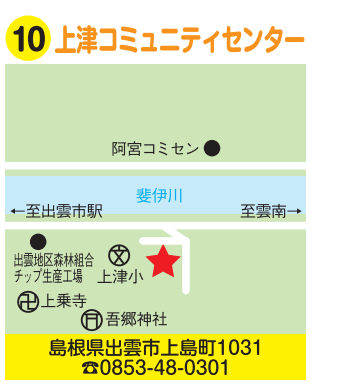 10 上津コミュニティセンター
阿宮コミセン
斐伊川
←至出雲市駅 至雲南→
出雲地区森林組合
チップ生産工場
文
上津小
卍上乗寺
吾郷神社
島根県出雲市上島町1031
☎0853-48-0301